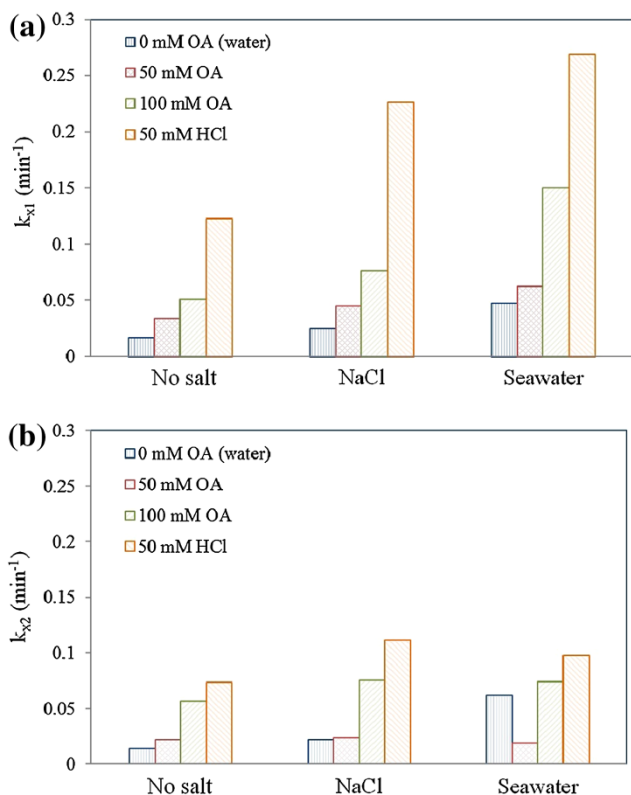 (a)
0.3
0.25
0.2
0.15
0.1
0.05
0
k_x1 (min⁻¹)
0 mM OA (water)
50 mM OA
100 mM OA
50 mM HCl
No salt NaCl Seawater
(b)
0.3
0.25
0.2
0.15
0.1
0.05
0
k_x2 (min⁻¹)
0 mM OA (water)
50 mM OA
100 mM OA
50 mM HCl
No salt NaCl Seawater